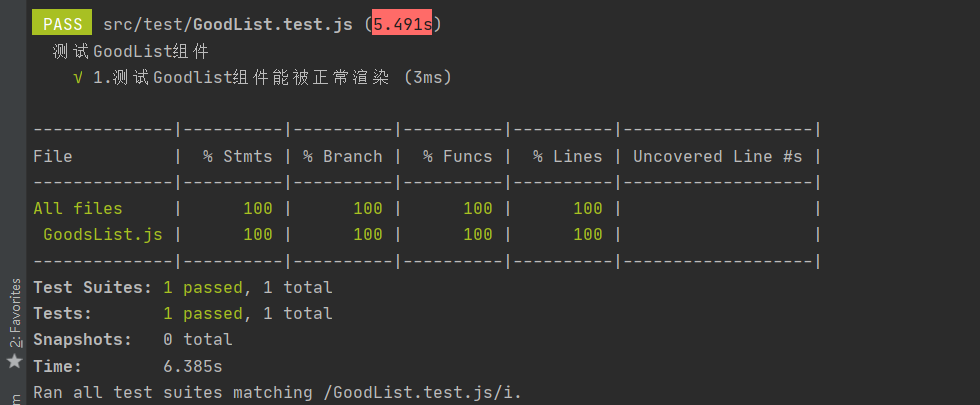 PASS src/test/GoodList.test.js (5.491s)
测试GoodList组件
√ 1.测试Goodlist组件能被正常渲染 (3ms)
--------------|----------|----------|----------|----------|-------------------|
File          |  % Stmts | % Branch |  % Funcs |  % Lines | Uncovered Line #s |
--------------|----------|----------|----------|----------|-------------------|
All files     |      100 |      100 |      100 |      100 |                   |
 GoodsList.js |      100 |      100 |      100 |      100 |                   |
--------------|----------|----------|----------|----------|-------------------|
Test Suites: 1 passed, 1 total
Tests:       1 passed, 1 total
Snapshots:   0 total
Time:        6.385s
Ran all test suites matching /GoodList.test.js/i.
2: Favorites